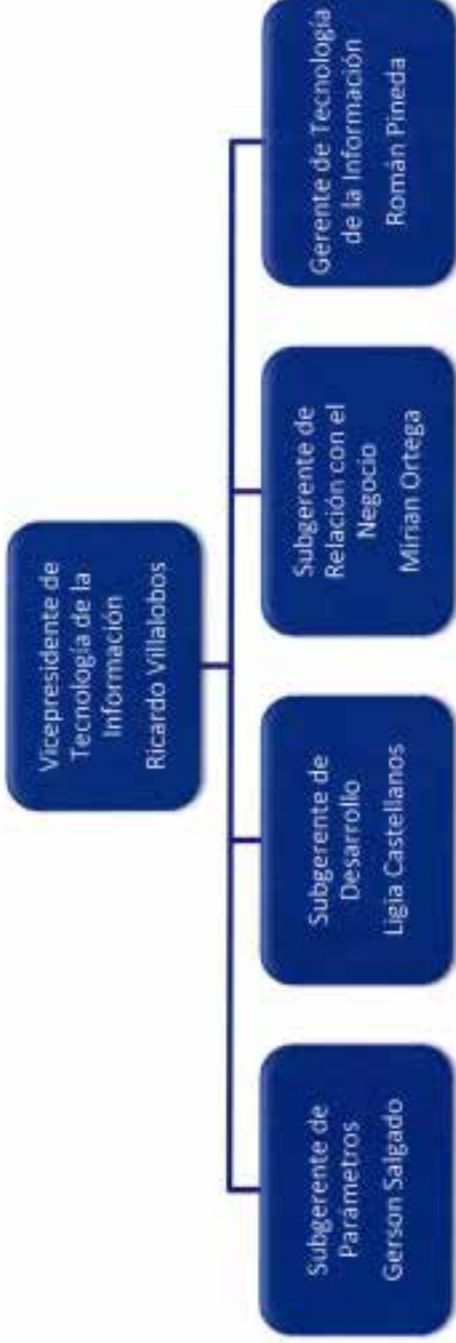 Vicepresidente de
Tecnología de la
Información
Ricardo Villalobos
Subgerente de
Parámetros
Gerson Salgado
Subgerente de
Desarrollo
Ligia Castellanos
Subgerente de
Relación con el
Negocio
Mirian Ortega
Gerente de Tecnología
de la Información
Román Pineda